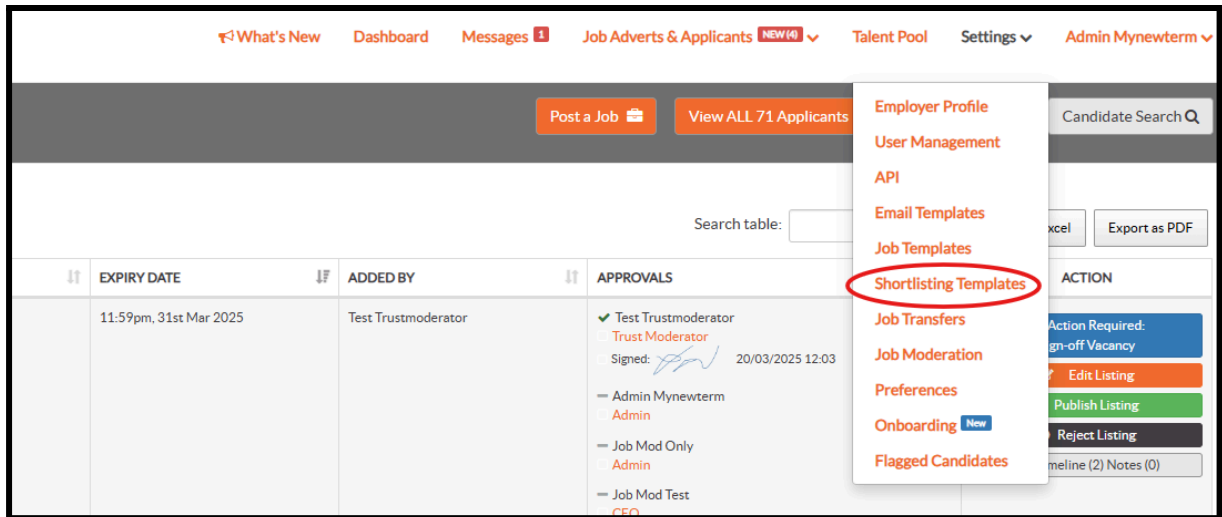 What's New Dashboard Messages 1 Job Adverts & Applicants NEW (4) Talent Pool Settings Admin Mynewterm
Post a Job View ALL 71 Applicants Candidate Search
Employer Profile
User Management
API
Email Templates
Job Templates
Shortlisting Templates
Job Transfers
Job Moderation
Preferences
Onboarding New
Flagged Candidates
Search table: Export as PDF
EXPIRY DATE ADDED BY APPROVALS ACTION
11:59pm, 31st Mar 2025 Test Trustmoderator Test Trustmoderator
Trust Moderator
Signed: 20/03/2025 12:03
Admin Mynewterm
Admin
Job Mod Only
Admin
Job Mod Test
CEO
Action Required:
Vacancy
Edit Listing
Publish Listing
Reject Listing
(2) Notes (0)